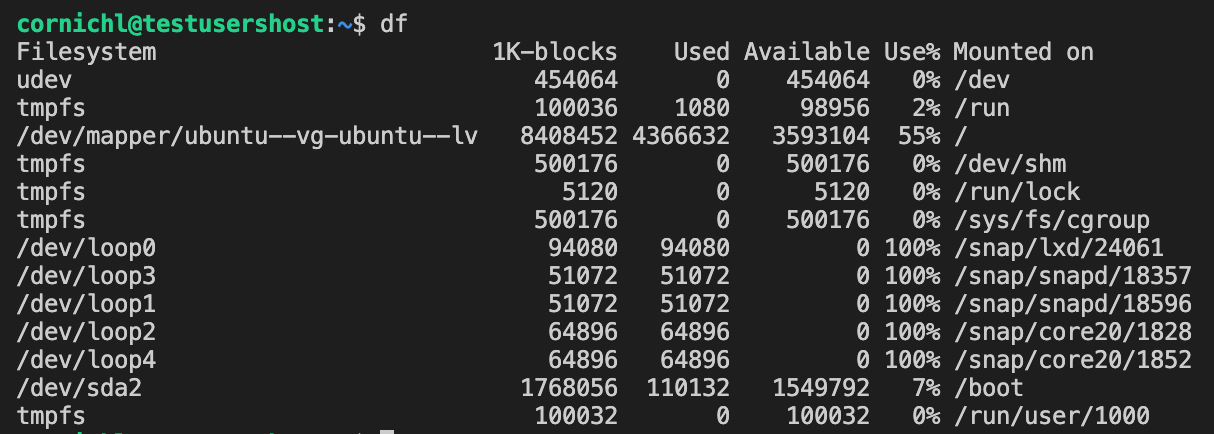 cornichl@testusershost:~$ df
Filesystem                        1K-blocks    Used Available Use% Mounted on
udev                                 454064       0    454064   0% /dev
tmpfs                                100036    1080     98956   2% /run
/dev/mapper/ubuntu--vg-ubuntu--lv   8408452 4366632   3593104  55% /
tmpfs                                500176       0    500176   0% /dev/shm
tmpfs                                  5120       0      5120   0% /run/lock
tmpfs                                500176       0    500176   0% /sys/fs/cgroup
/dev/loop0                            94080   94080         0 100% /snap/lxd/24061
/dev/loop3                            51072   51072         0 100% /snap/snapd/18357
/dev/loop1                            51072   51072         0 100% /snap/snapd/18596
/dev/loop2                            64896   64896         0 100% /snap/core20/1828
/dev/loop4                            64896   64896         0 100% /snap/core20/1852
/dev/sda2                           1768056  110132   1549792   7% /boot
tmpfs                                100032       0    100032   0% /run/user/1000